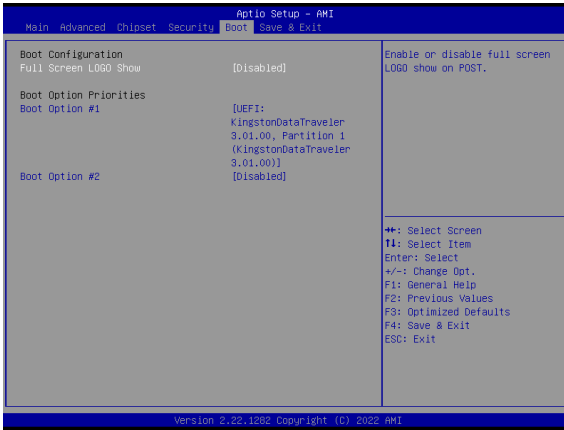 Aptio Setup - AMI
Main Advanced Chipset Security Boot Save & Exit
Boot Configuration
Full Screen LOGO Show [Disabled]
Boot Option Priorities
Boot Option #1 [UEFI:
KingstonDataTraveler
3.01.00, Partition 1
(KingstonDataTraveler
3.01.00)]
Boot Option #2 [Disabled]
Enable or disable full screen
LOGO show on POST.
→←: Select Screen
↑↓: Select Item
Enter: Select
+/-: Change Opt.
F1: General Help
F2: Previous Values
F3: Optimized Defaults
F4: Save & Exit
ESC: Exit
Version 2.22.1282 Copyright (C) 2022 AMI